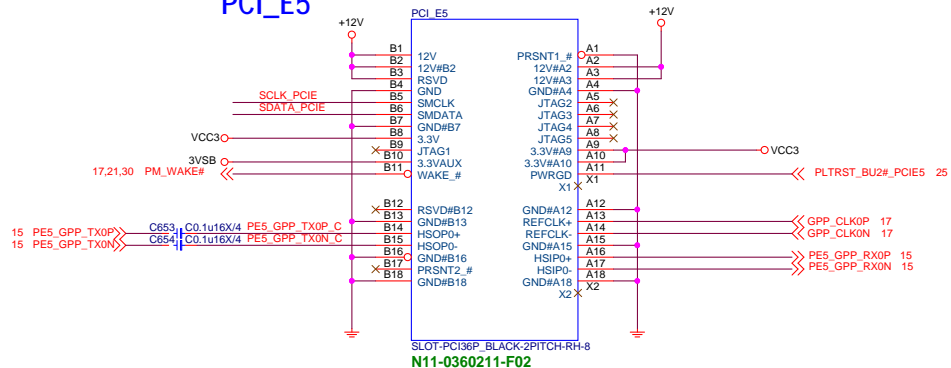 PCI_E5
+12V
PCI_E5
+12V
B1 12V
B2 12V#B2
B3 RSVD
B4 GND
SCLK_PCIE B5 SMCLK
SDATA_PCIE B6 SMDATA
B7 GND#B7
VCC3 B8 3.3V
B9 JTAG1
3VSB B10 3.3VAUX
17,21,30 PM_WAKE# B11 WAKE_#
B12 RSVD#B12
B13 GND#B13
15 PE5_GPP_TX0P C653 C0.1u16X/4 PE5_GPP_TX0P_C B14 HSOP0+
15 PE5_GPP_TX0N C654 C0.1u16X/4 PE5_GPP_TX0N_C B15 HSOP0-
B16 GND#B16
B17 PRSNT2_#
B18 GND#B18
PRSNT1_# A1
12V#A2 A2
12V#A3 A3
GND#A4 A4
JTAG2 A5
JTAG3 A6
JTAG4 A7
JTAG5 A8
3.3V#A9 A9 VCC3
3.3V#A10 A10
PWRGD A11 PLTRST_BU2#_PCIE5 25
X1 X1
GND#A12 A12
REFCLK+ A13 GPP_CLK0P 17
REFCLK- A14 GPP_CLK0N 17
GND#A15 A15
HSIP0+ A16 PE5_GPP_RX0P 15
HSIP0- A17 PE5_GPP_RX0N 15
GND#A18 A18
X2 X2
SLOT-PCI36P_BLACK-2PITCH-RH-8
N11-0360211-F02